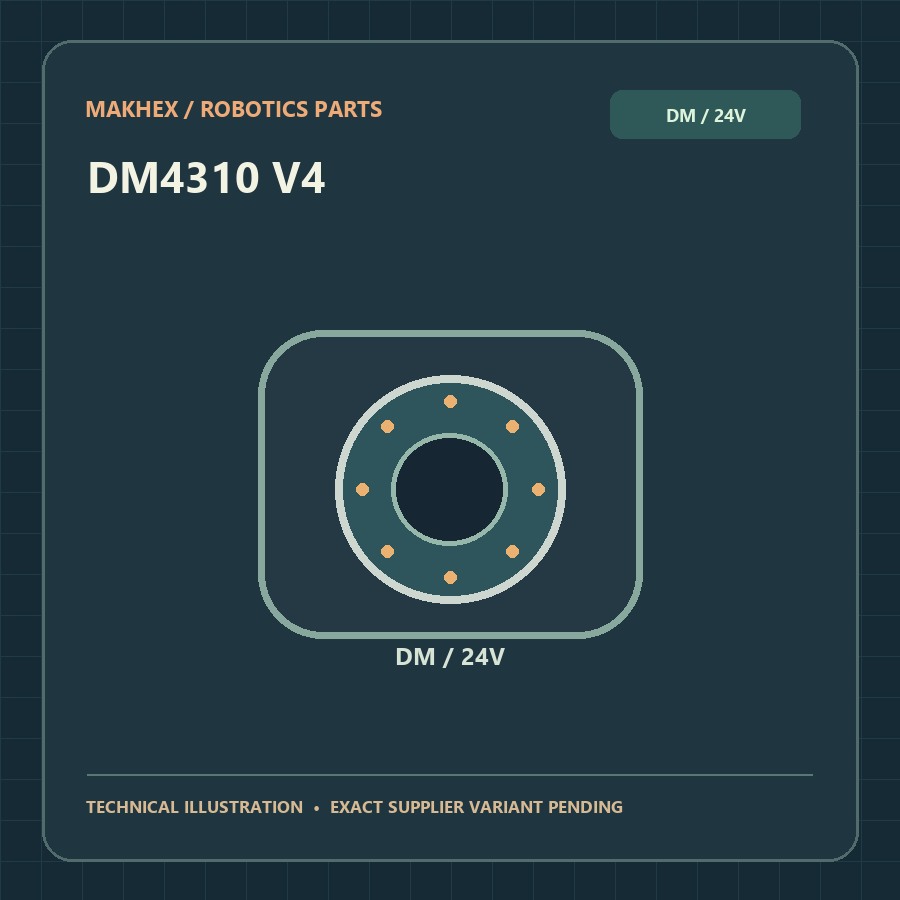 MAKHEX / ROBOTICS PARTS
DM / 24V
DM4310 V4
DM / 24V
TECHNICAL ILLUSTRATION • EXACT SUPPLIER VARIANT PENDING